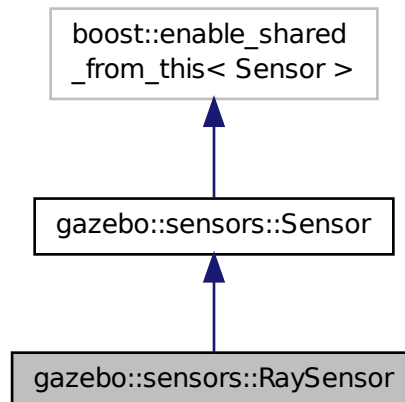 boost::enable_shared
_from_this< Sensor >
gazebo::sensors::Sensor
gazebo::sensors::RaySensor